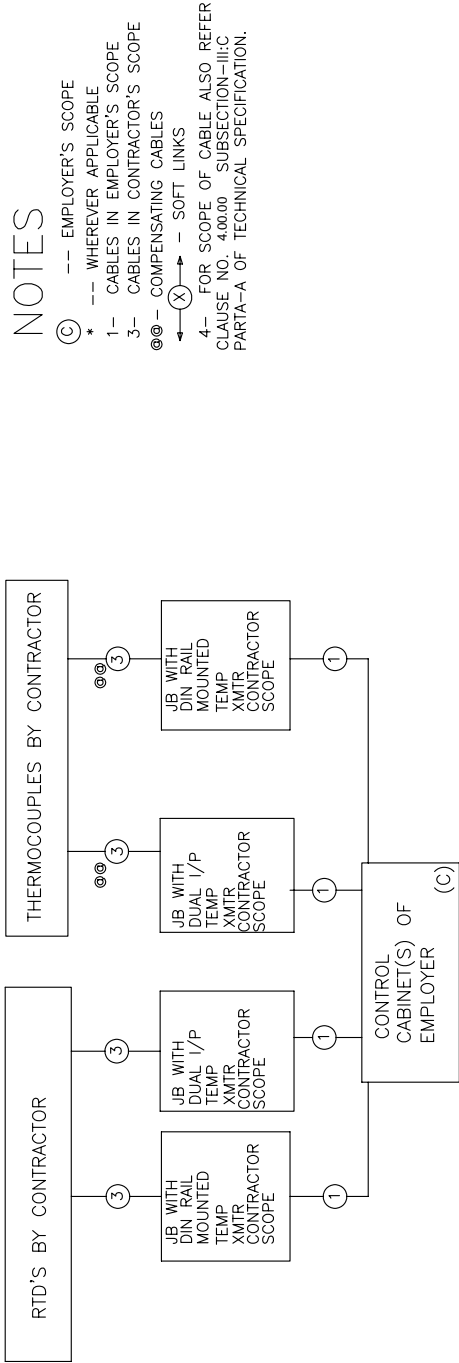 NOTES
Ⓒ -- EMPLOYER'S SCOPE
* -- WHEREVER APPLICABLE
1- CABLES IN EMPLOYER'S SCOPE
3- CABLES IN CONTRACTOR'S SCOPE
@@- COMPENSATING CABLES
X - SOFT LINKS
4- FOR SCOPE OF CABLE ALSO REFER
CLAUSE NO. 4.00.00 SUBSECTION-III:C
PARTA-A OF TECHNICAL SPECIFICATION.
RTD'S BY CONTRACTOR
THERMOCOUPLES BY CONTRACTOR
3
3
@@
3
@@
3
JB WITH
DIN RAIL
MOUNTED
TEMP
XMTR
CONTRACTOR
SCOPE
JB WITH
DUAL I/P
TEMP
XMTR
CONTRACTOR
SCOPE
JB WITH
DUAL I/P
TEMP
XMTR
CONTRACTOR
SCOPE
JB WITH
DIN RAIL
MOUNTED
TEMP
XMTR
CONTRACTOR
SCOPE
1
1
1
1
CONTROL
CABINET(S) OF
EMPLOYER
(C)